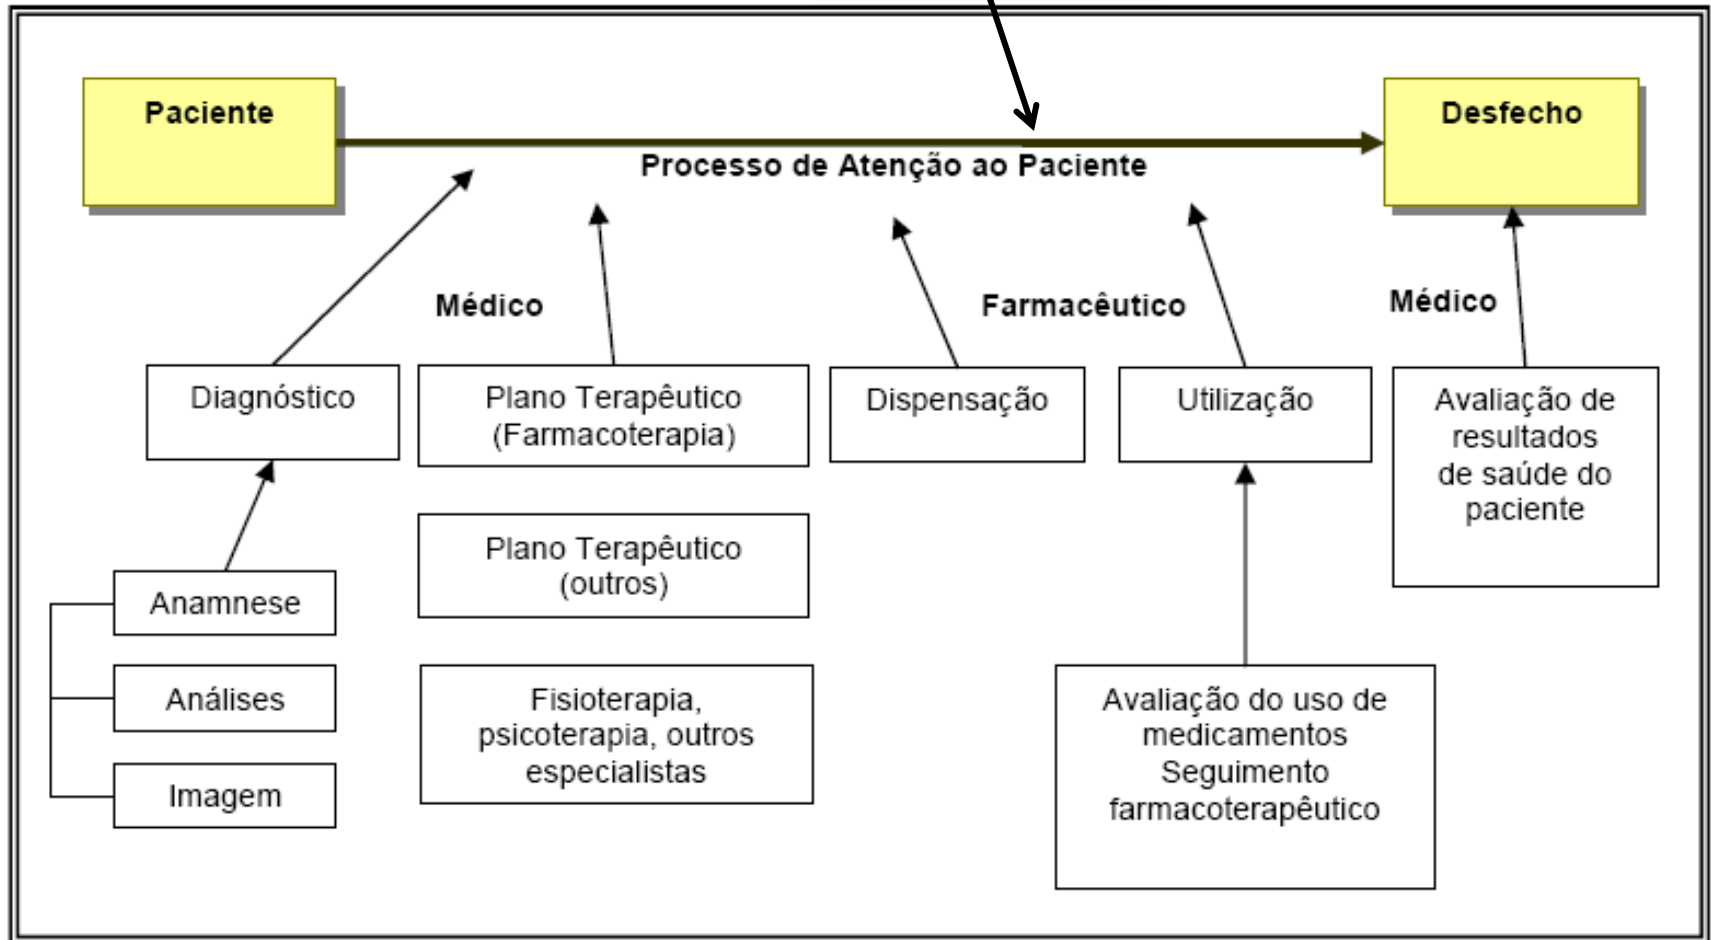 Paciente
Desfecho
Processo de Atenção ao Paciente
Médico
Farmacêutico
Médico
Diagnóstico
Plano Terapêutico
(Farmacoterapia)
Dispensação
Utilização
Avaliação de
resultados
de saúde do
paciente
Plano Terapêutico
(outros)
Anamnese
Análises
Imagem
Fisioterapia,
psicoterapia, outros
especialistas
Avaliação do uso de
medicamentos
Seguimento
farmacoterapêutico